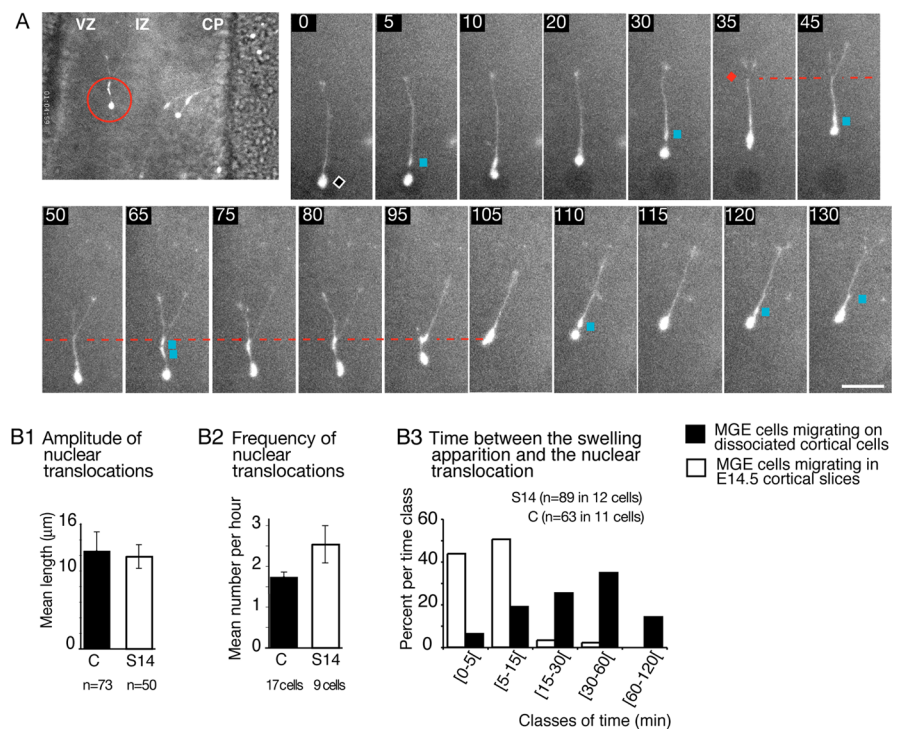 A
VZ IZ CP
0 5 10 20 30 35 45
50 65 75 80 95 105 110 115 120 130
B1 Amplitude of
nuclear
translocations
16
10
0
Mean length (µm)
C S14
n=73 n=50
B2 Frequency of
nuclear
translocations
3
2
1
0
Mean number per hour
C S14
17cells 9cells
B3 Time between the swelling
apparition and the nuclear
translocation
S14 (n=89 in 12 cells)
C (n=63 in 11 cells)
60
40
20
0
Percent per time class
[0-5[
[5-15[
[15-30[
[30-60[
[60-120[
Classes of time (min)
MGE cells migrating on
dissociated cortical cells
MGE cells migrating in
E14.5 cortical slices